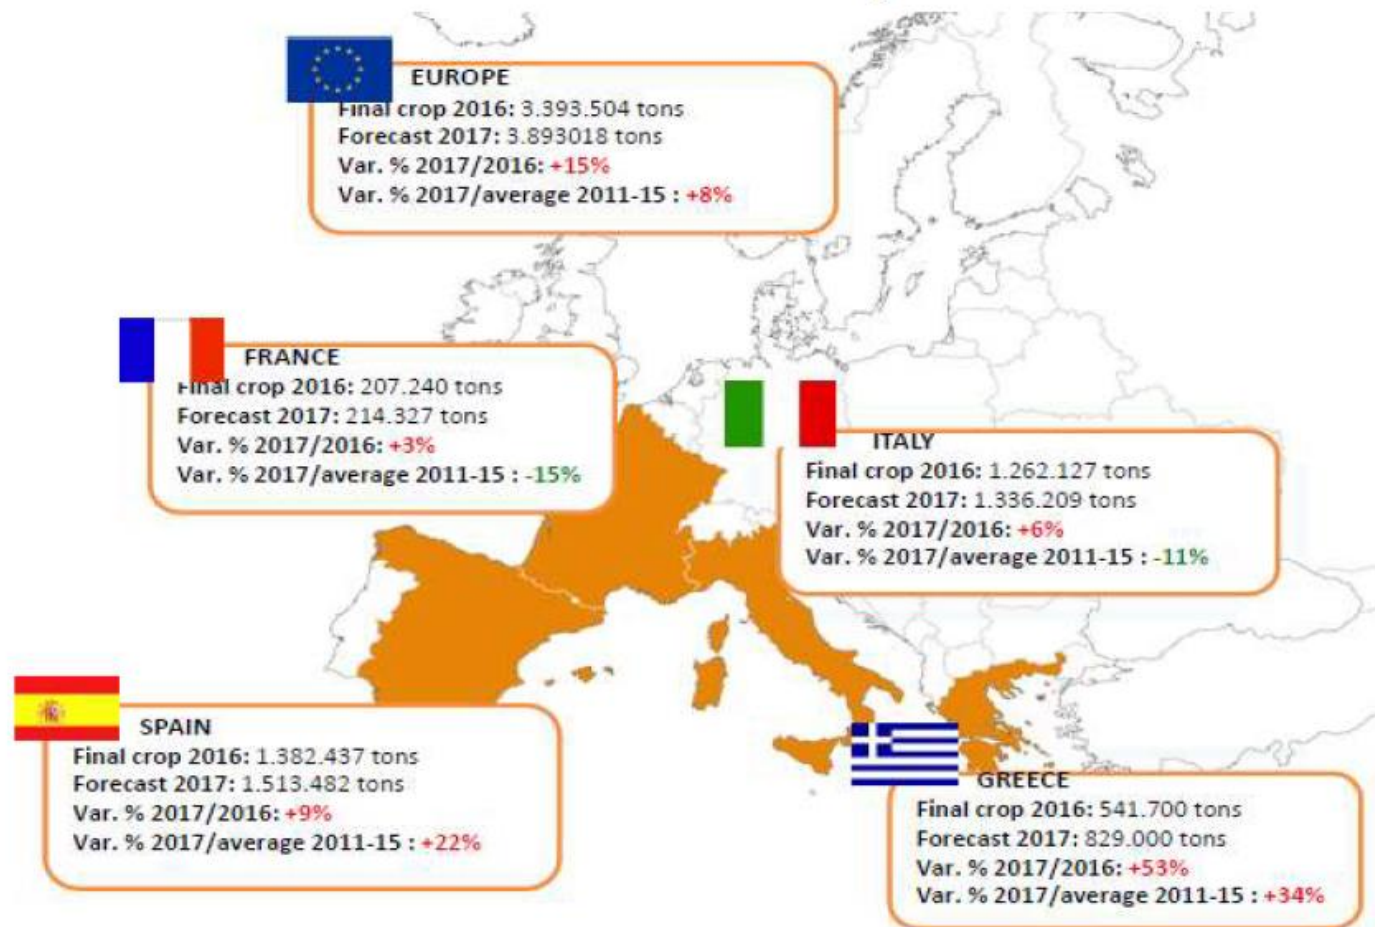 EUROPE
Final crop 2016: 3.393.504 tons
Forecast 2017: 3.893018 tons
Var. % 2017/2016: +15%
Var. % 2017/average 2011-15 : +8%
FRANCE
Final crop 2016: 207.240 tons
Forecast 2017: 214.327 tons
Var. % 2017/2016: +3%
Var. % 2017/average 2011-15 : -15%
ITALY
Final crop 2016: 1.262.127 tons
Forecast 2017: 1.336.209 tons
Var. % 2017/2016: +6%
Var. % 2017/average 2011-15 : -11%
SPAIN
Final crop 2016: 1.382.437 tons
Forecast 2017: 1.513.482 tons
Var. % 2017/2016: +9%
Var. % 2017/average 2011-15 : +22%
GREECE
Final crop 2016: 541.700 tons
Forecast 2017: 829.000 tons
Var. % 2017/2016: +53%
Var. % 2017/average 2011-15 : +34%